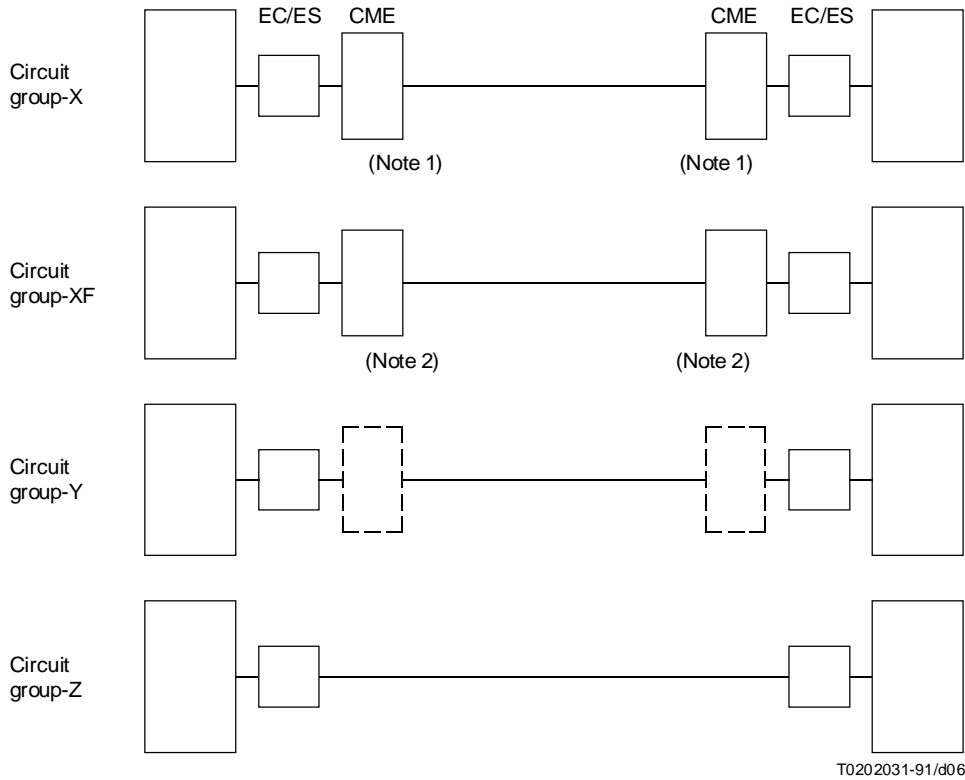 EC/ES CME CME EC/ES
Circuit
group-X
(Note 1) (Note 1)
Circuit
group-XF
(Note 2) (Note 2)
Circuit
group-Y
Circuit
group-Z
T0202031-91/d06